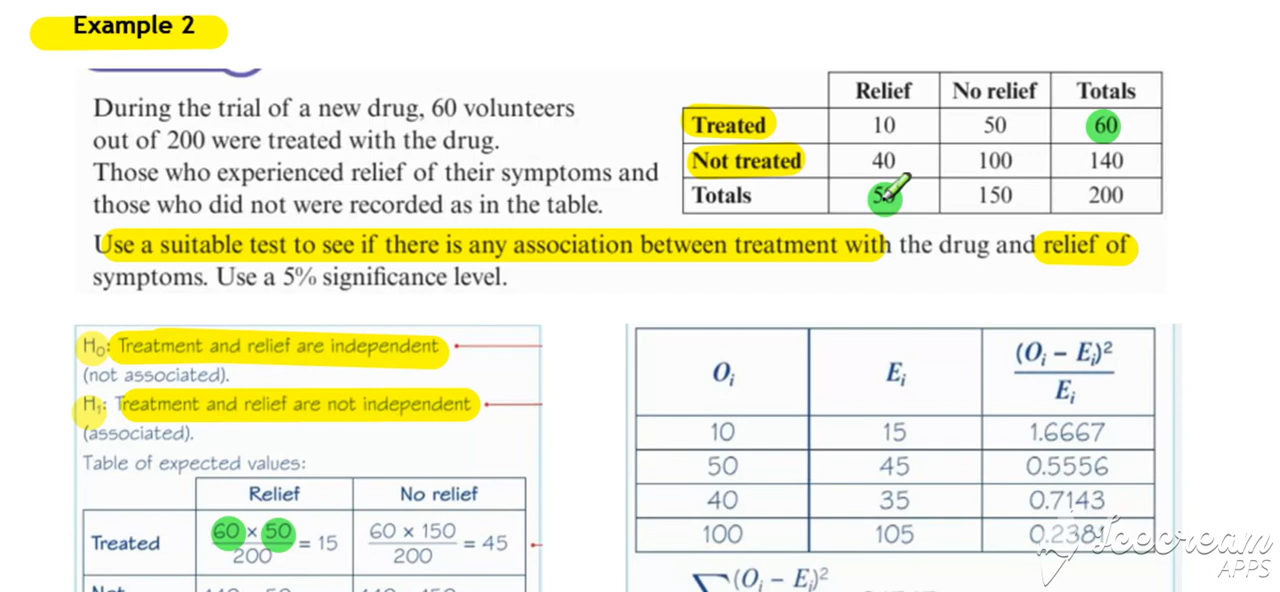 Example 2
During the trial of a new drug, 60 volunteers
out of 200 were treated with the drug.
Those who experienced relief of their symptoms and
those who did not were recorded as in the table.
Relief No relief Totals
Treated 10 50 60
Not treated 40 100 140
Totals 150 200
Use a suitable test to see if there is any association between treatment with the drug and relief of
symptoms. Use a 5% significance level.
H₀: Treatment and relief are independent
(not associated).
H₁: Treatment and relief are not independent
(associated).
Table of expected values:
Relief No relief
Treated 60 × 50 / 200 = 15 60 × 150 / 200 = 45
Oᵢ Eᵢ (Oᵢ − Eᵢ)² / Eᵢ
10 15 1.6667
50 45 0.5556
40 35 0.7143
100 105 0.2381
∑ (Oᵢ − Eᵢ)²
Icecream
APPS